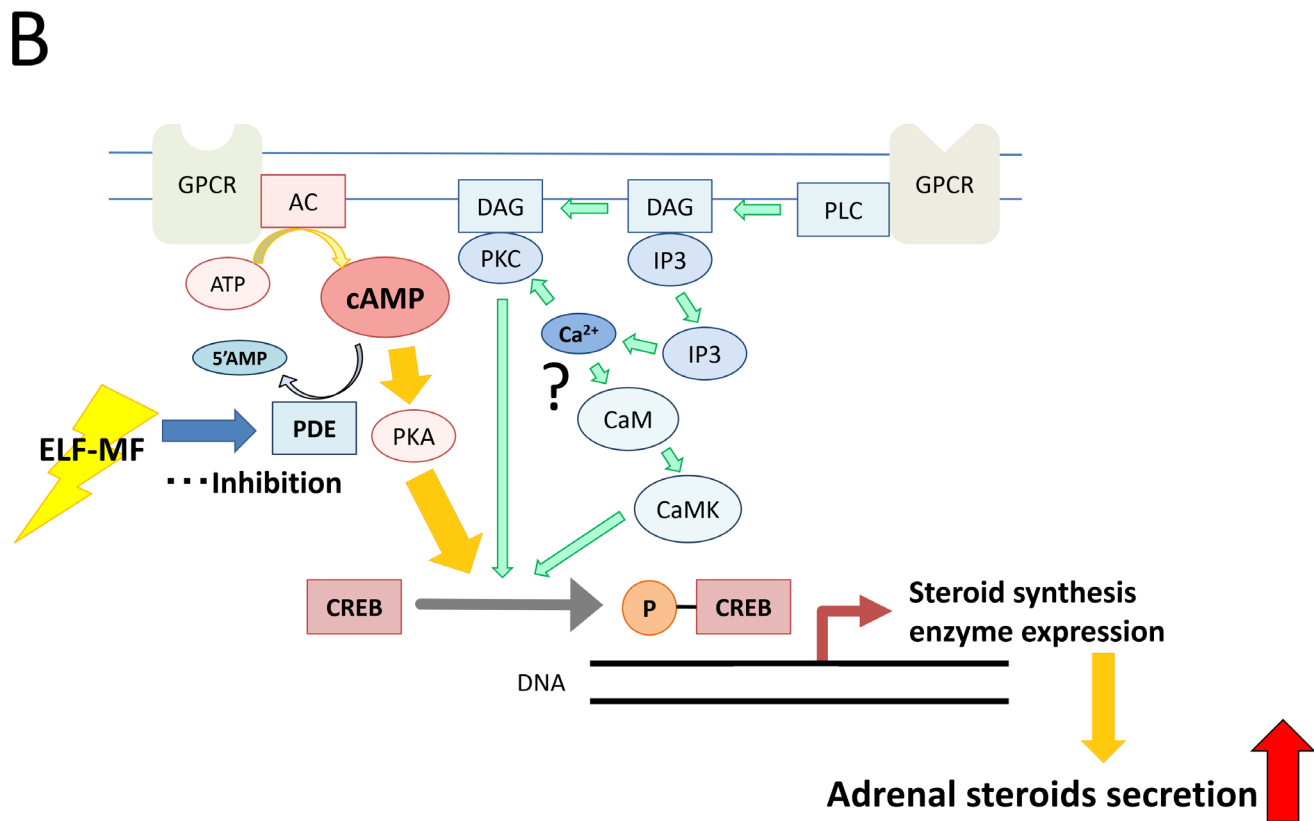 B
GPCR
AC
DAG
DAG
PLC
GPCR
PKC
IP3
ATP
cAMP
Ca²⁺
IP3
5'AMP
?
CaM
PDE
PKA
ELF-MF
···Inhibition
CaMK
CREB
P
CREB
Steroid synthesis
enzyme expression
DNA
Adrenal steroids secretion